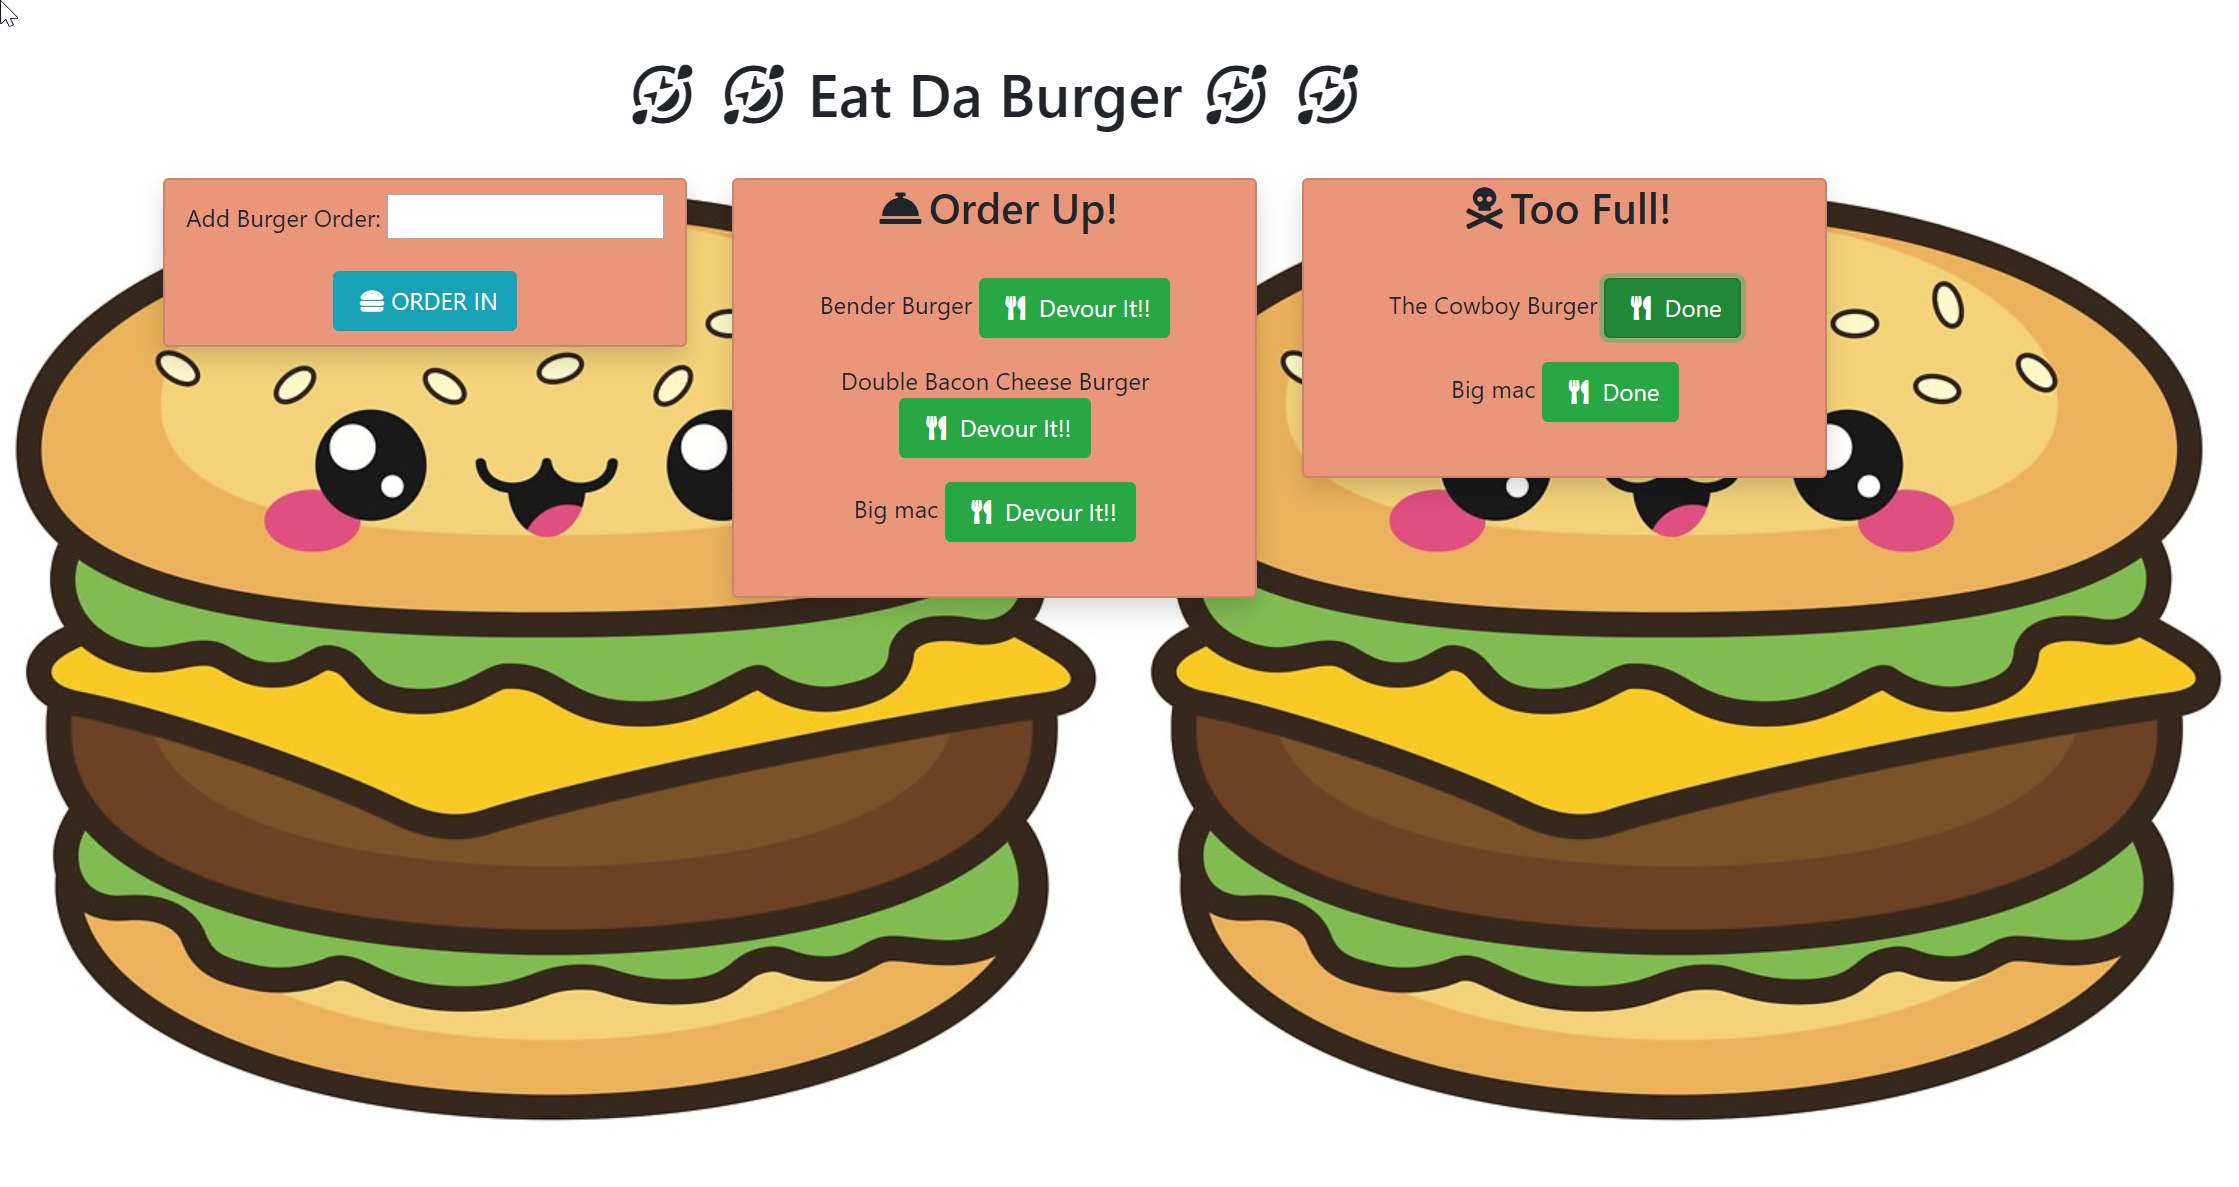 Eat Da Burger
Add Burger Order:
ORDER IN
Order Up!
Bender Burger Devour It!!
Double Bacon Cheese Burger
Devour It!!
Big mac Devour It!!
Too Full!
The Cowboy Burger Done
Big mac Done